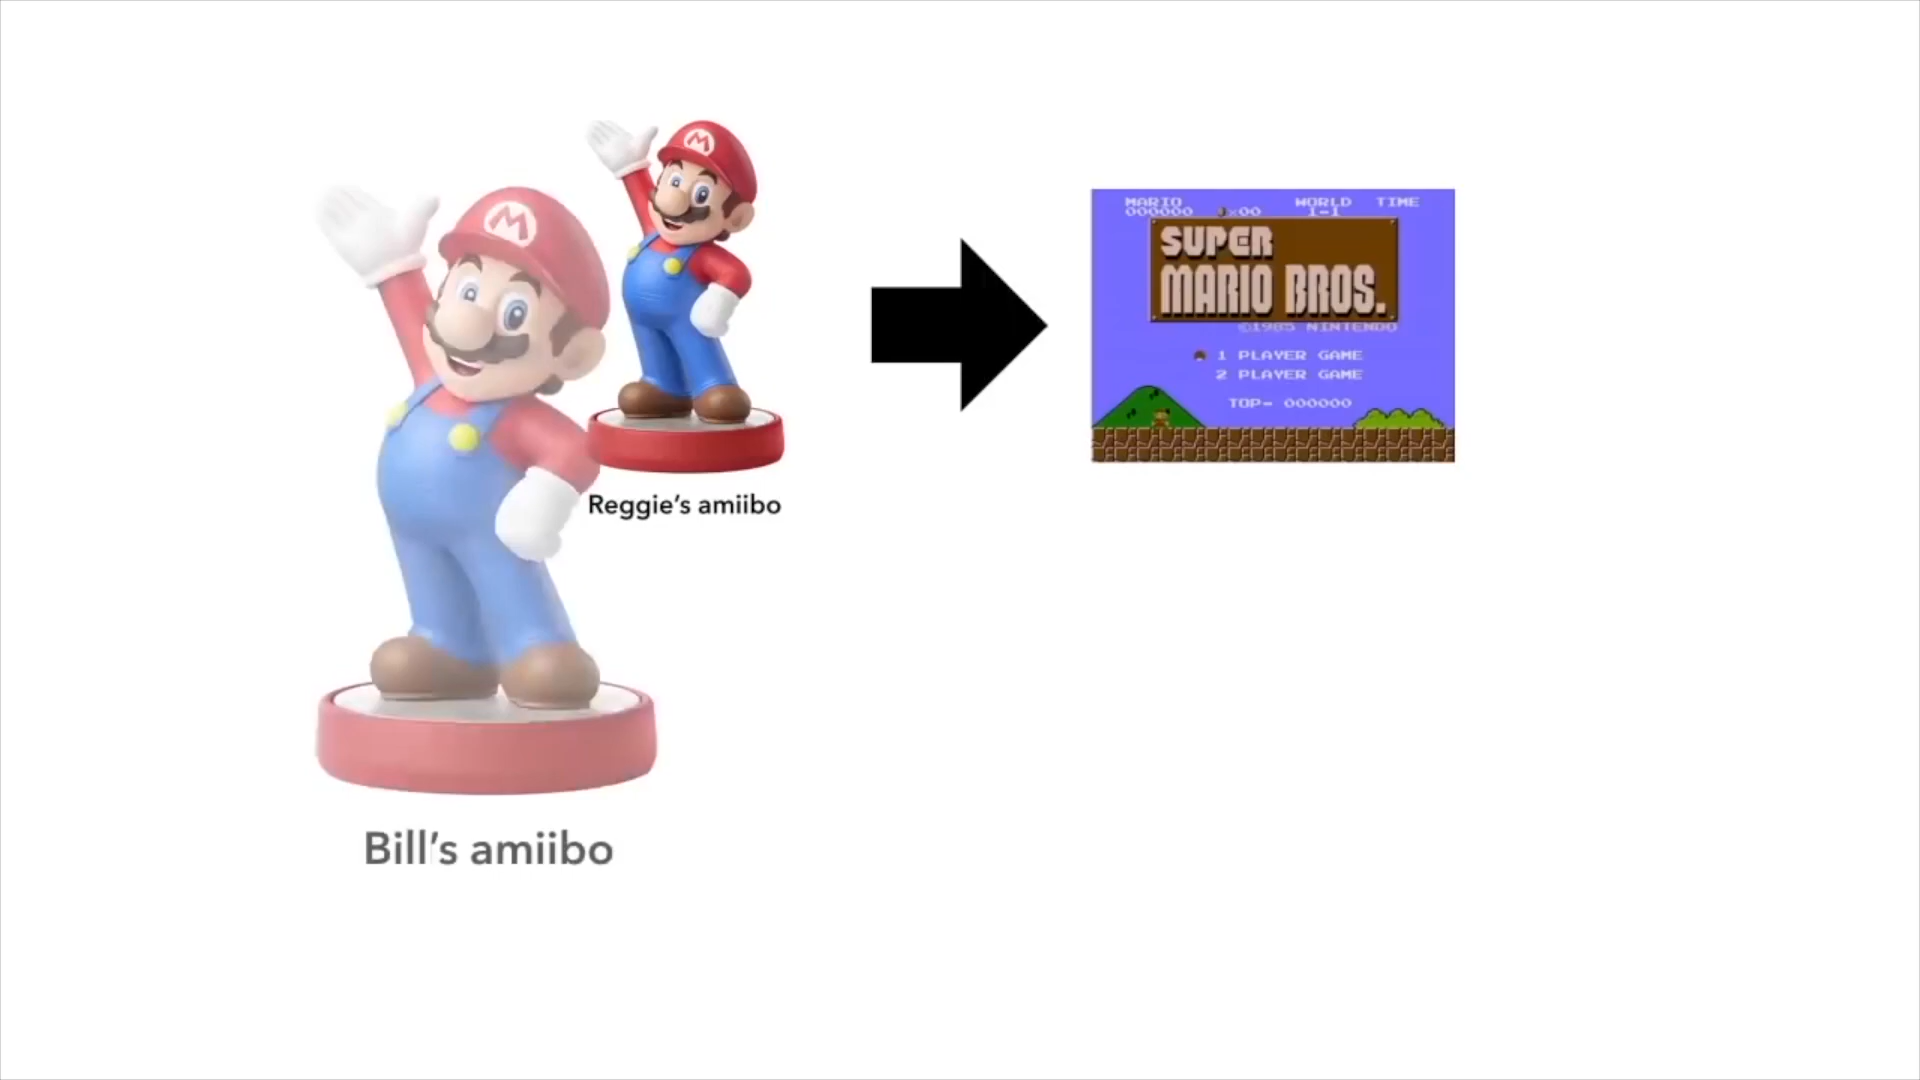 M
M
Reggie's amiibo
Bill's amiibo
MARIO WORLD TIME
000000 x00 1-1
SUPER
MARIO BROS.
©1985 NINTENDO
1 PLAYER GAME
2 PLAYER GAME
TOP- 000000